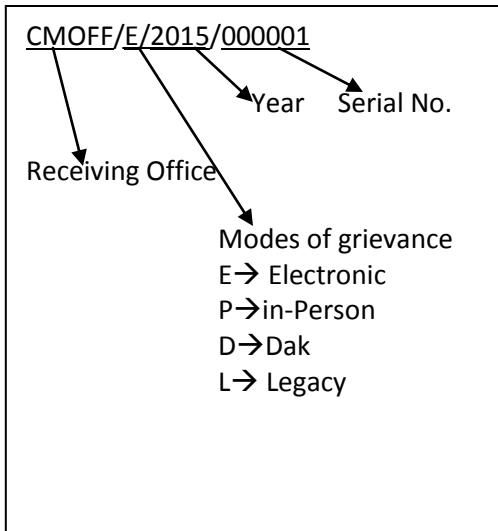 CMOFF/E/2015/000001
Year Serial No.
Receiving Office
Modes of grievance
E→ Electronic
P→in-Person
D→Dak
L→ Legacy